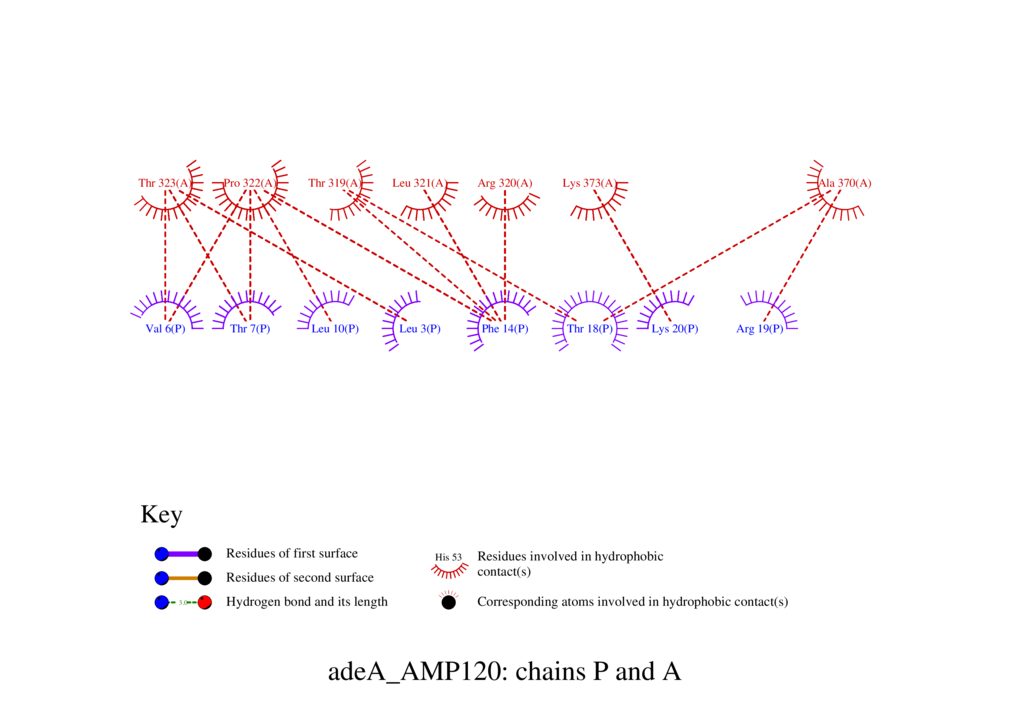 Thr 323(A) Pro 322(A) Thr 319(A) Leu 321(A) Arg 320(A) Lys 373(A) Ala 370(A)
Val 6(P) Thr 7(P) Leu 10(P) Leu 3(P) Phe 14(P) Thr 18(P) Lys 20(P) Arg 19(P)
Key
Residues of first surface
Residues of second surface
3.0
Hydrogen bond and its length
His 53
Residues involved in hydrophobic
contact(s)
Corresponding atoms involved in hydrophobic contact(s)
adeA_AMP120: chains P and A